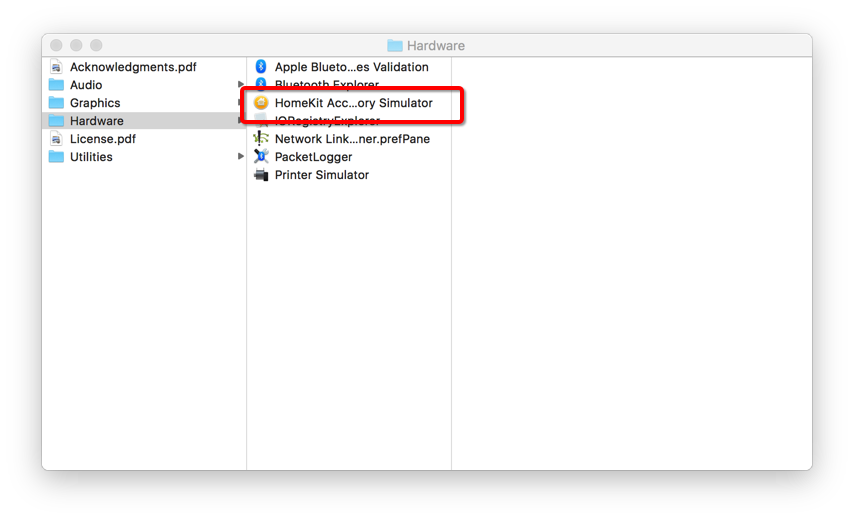 Hardware
Acknowledgments.pdf
Audio
Graphics
Hardware
License.pdf
Utilities
Apple Blueto...es Validation
Bluetooth Explorer
HomeKit Acc...ory Simulator
IORegistryExplorer
Network Link...ner.prefPane
PacketLogger
Printer Simulator